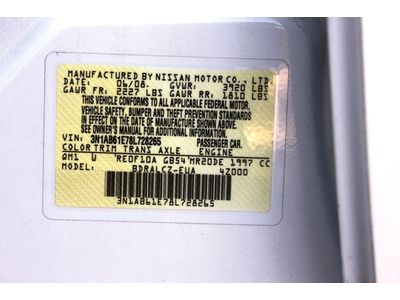 MANUFACTURED BY NISSAN MOTOR CO., LTD.
DATE: 06/08. GVWR: 3920 LBS
GAWR FR: 2227 LBS GAWR RR: 1810 LBS
THIS VEHICLE CONFORMS TO ALL APPLICABLE FEDERAL MOTOR
VEHICLE SAFETY, BUMPER, AND THEFT PREVENTION STANDARDS
IN EFFECT ON THE DATE OF MANUFACTURE SHOWN ABOVE.
SEE OWNER'S MANUAL FOR ADDITIONAL INFORMATION
VIN: 3N1AB61E78L728265 PASSENGER CAR
COLOR TRIM TRANS AXLE ENGINE
QM1 W RE0F10A GB54 MR20DE 1997 CC
MODEL: BDRALCZ-EUA 4Z000
3N1AB61E78L728265